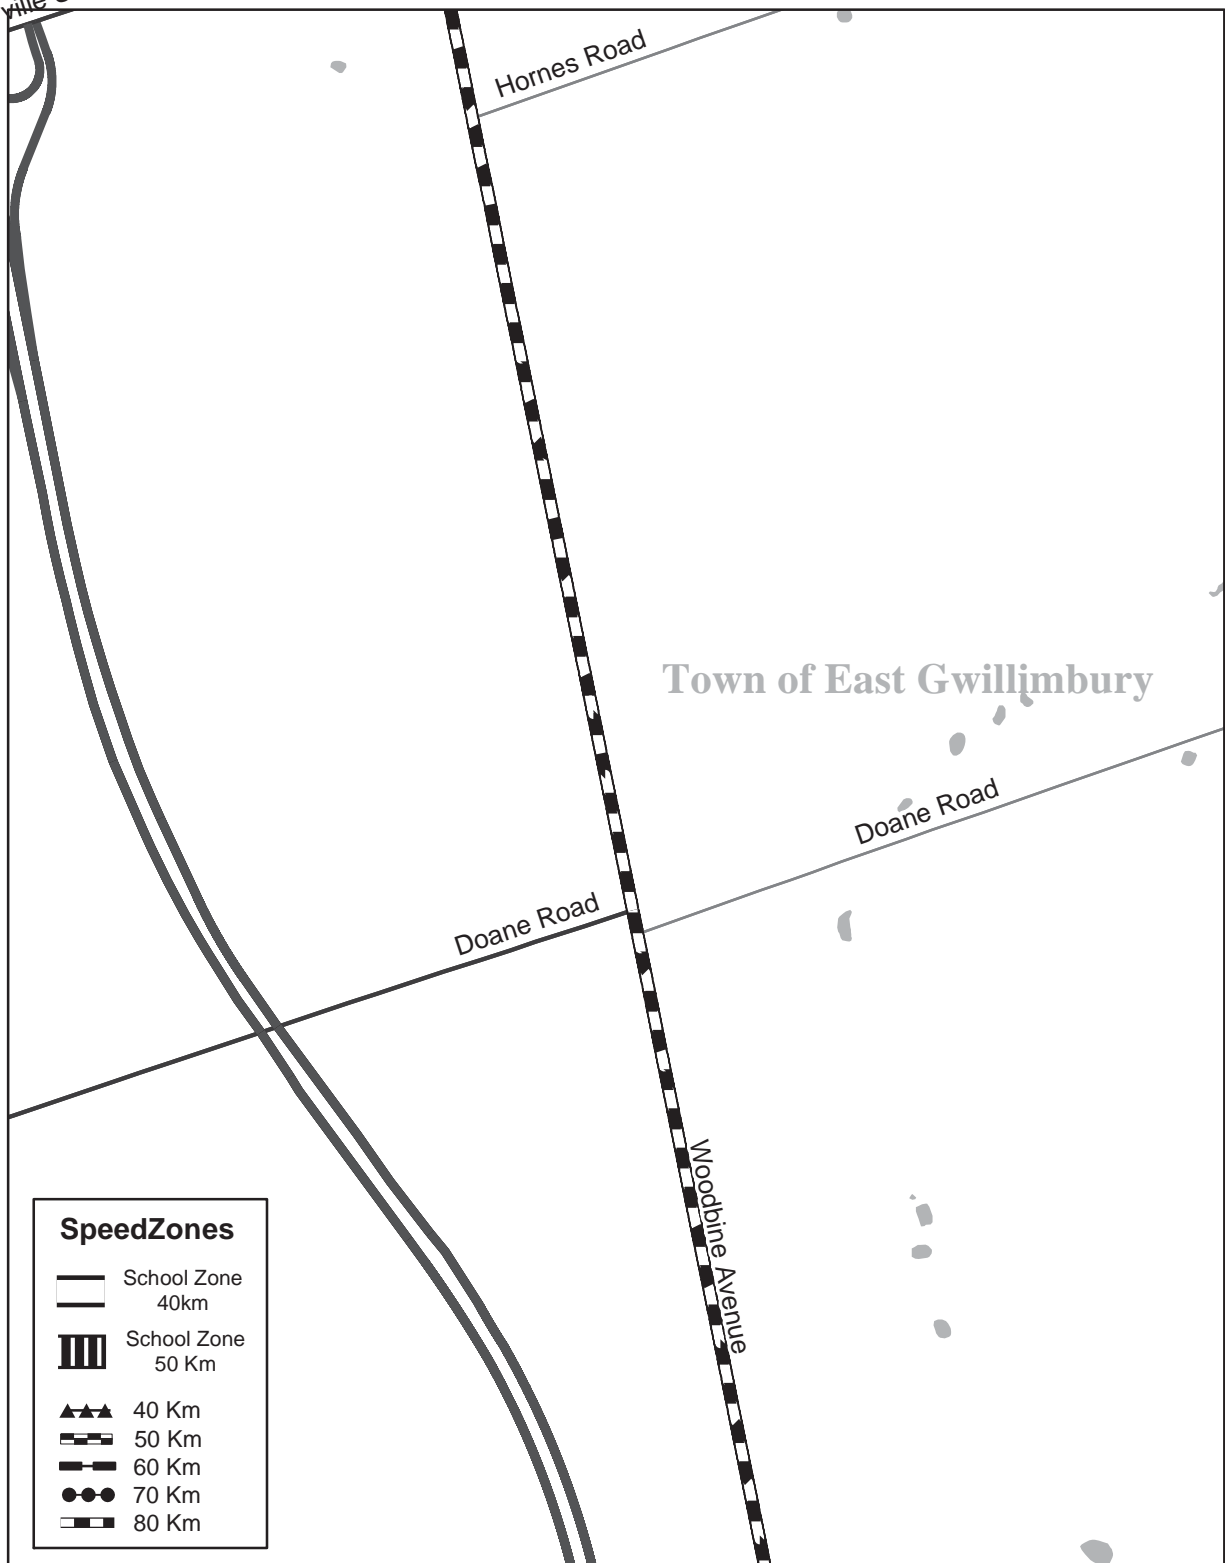 Hornes Road
Town of East Gwillimbury
Doane Road
Doane Road
Woodbine Avenue
SpeedZones
School Zone
40km
School Zone
50 Km
40 Km
50 Km
60 Km
70 Km
80 Km